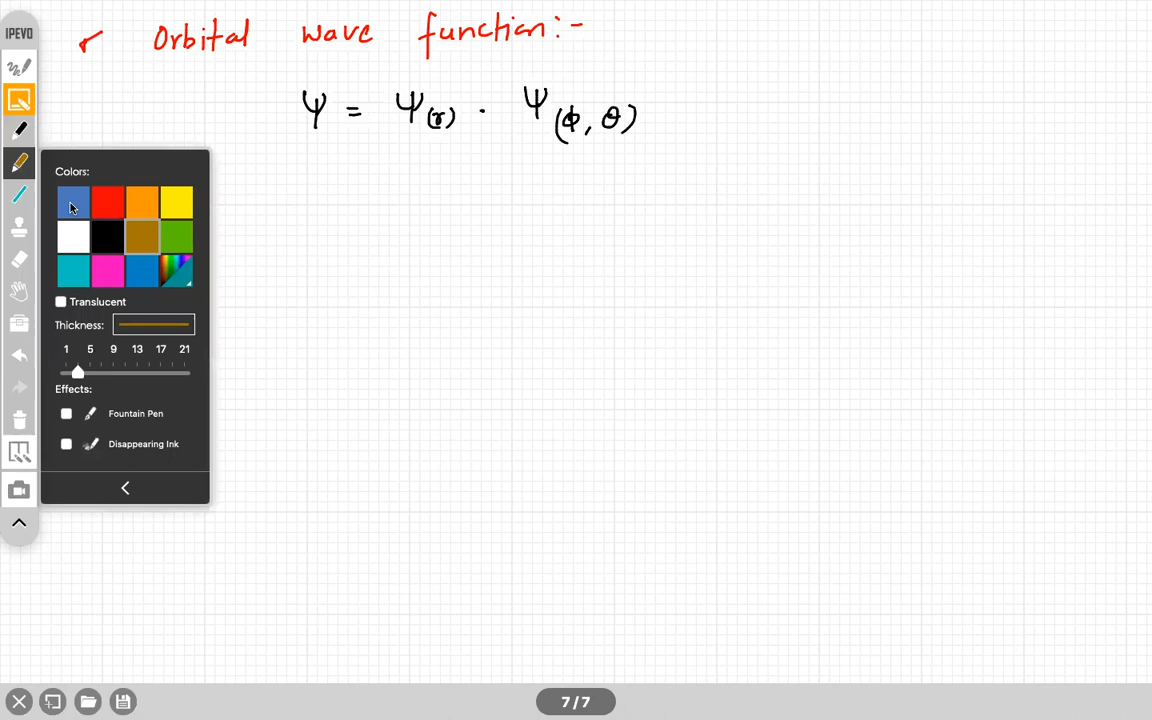 IPEVO
✓ Orbital wave function:-
Ψ = Ψ(r) · Ψ(ϕ, θ)
Colors:
Translucent
Thickness:
1 5 9 13 17 21
Effects:
Fountain Pen
Disappearing Ink
7/7